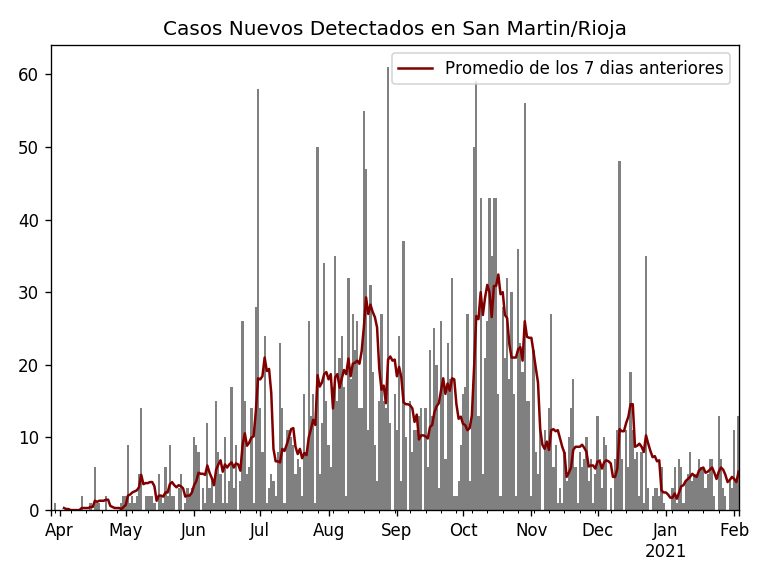 Casos Nuevos Detectados en San Martin/Rioja
Promedio de los 7 dias anteriores
60
50
40
30
20
10
0
Apr May Jun Jul Aug Sep Oct Nov Dec Jan Feb
2021